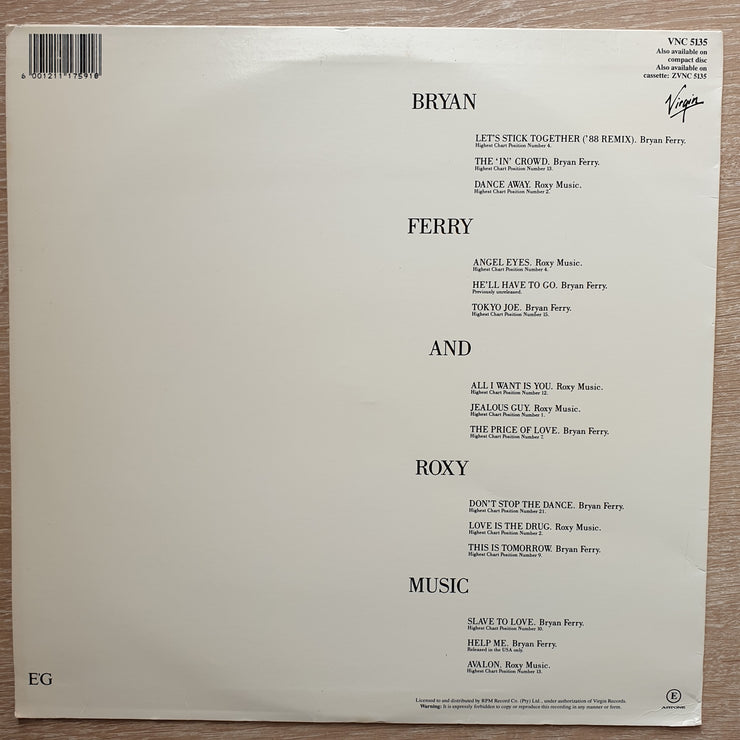 6 001211 175918
VNC 5135
Also available on
compact disc
Also available on
cassette: ZVNC 5135
Virgin
BRYAN
LET'S STICK TOGETHER ('88 REMIX). Bryan Ferry.
Highest Chart Position Number 4.
THE 'IN' CROWD. Bryan Ferry.
Highest Chart Position Number 13.
DANCE AWAY. Roxy Music.
Highest Chart Position Number 2.
FERRY
ANGEL EYES. Roxy Music.
Highest Chart Position Number 4.
HE'LL HAVE TO GO. Bryan Ferry.
Previously unreleased.
TOKYO JOE. Bryan Ferry.
Highest Chart Position Number 15.
AND
ALL I WANT IS YOU. Roxy Music.
Highest Chart Position Number 12.
JEALOUS GUY. Roxy Music.
Highest Chart Position Number 1.
THE PRICE OF LOVE. Bryan Ferry.
Highest Chart Position Number 7.
ROXY
DON'T STOP THE DANCE. Bryan Ferry.
Highest Chart Position Number 21.
LOVE IS THE DRUG. Roxy Music.
Highest Chart Position Number 2.
THIS IS TOMORROW. Bryan Ferry.
Highest Chart Position Number 9.
MUSIC
SLAVE TO LOVE. Bryan Ferry.
Highest Chart Position Number 10.
HELP ME. Bryan Ferry.
Released in the USA only.
AVALON. Roxy Music.
Highest Chart Position Number 13.
E'G
Licensed to and distributed by RPM Record Co. (Pty) Ltd., under authorization of Virgin Records.
Warning: It is expressly forbidden to copy or reproduce this recording in any manner or form.
E
ARTONE